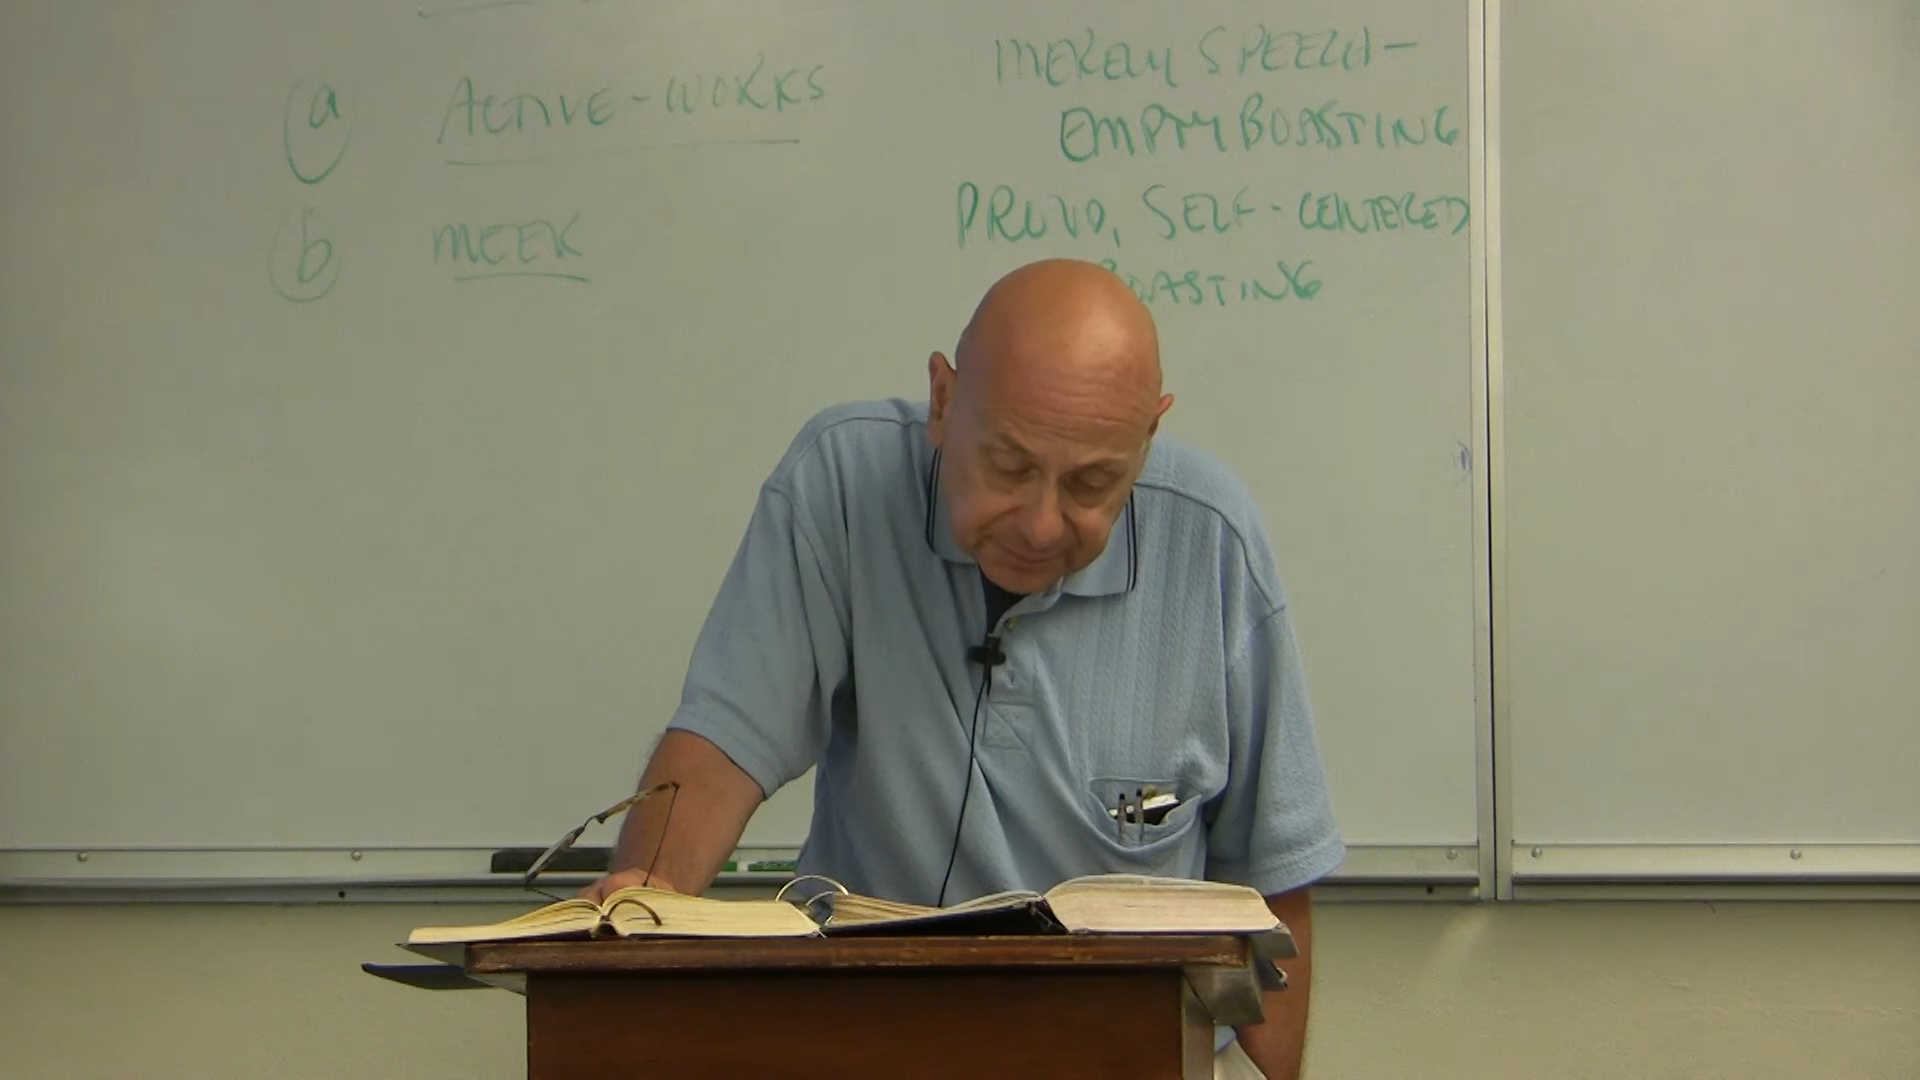 a ACTIVE-WORKS MERELY SPEECH-
EMPTY BOASTING
b MEEK PROUD, SELF-CENTERED
BOASTING